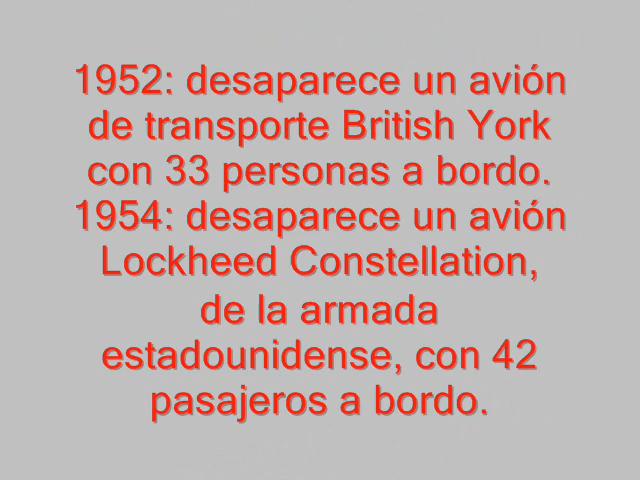 1952: desaparece un avión
de transporte British York
con 33 personas a bordo.
1954: desaparece un avión
Lockheed Constellation,
de la armada
estadounidense, con 42
pasajeros a bordo.